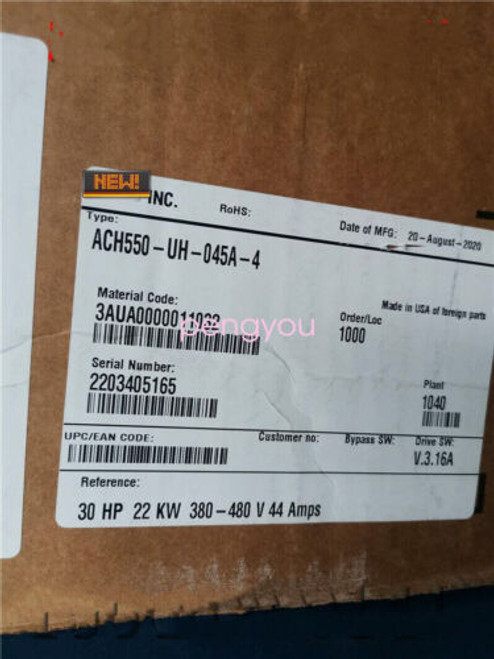 NEW!
INC.
RoHS:
Date of MFG: 20-August-2020
Type:
ACH550-UH-045A-4
Made in USA of foreign parts
Material Code:
Order/Loc
1000
pengyou
Serial Number:
2203405165
Plant
1040
UPC/EAN CODE:
Customer no:
Bypass SW:
Drive SW:
V.3.16A
Reference:
30 HP 22 KW 380-480 V 44 Amps